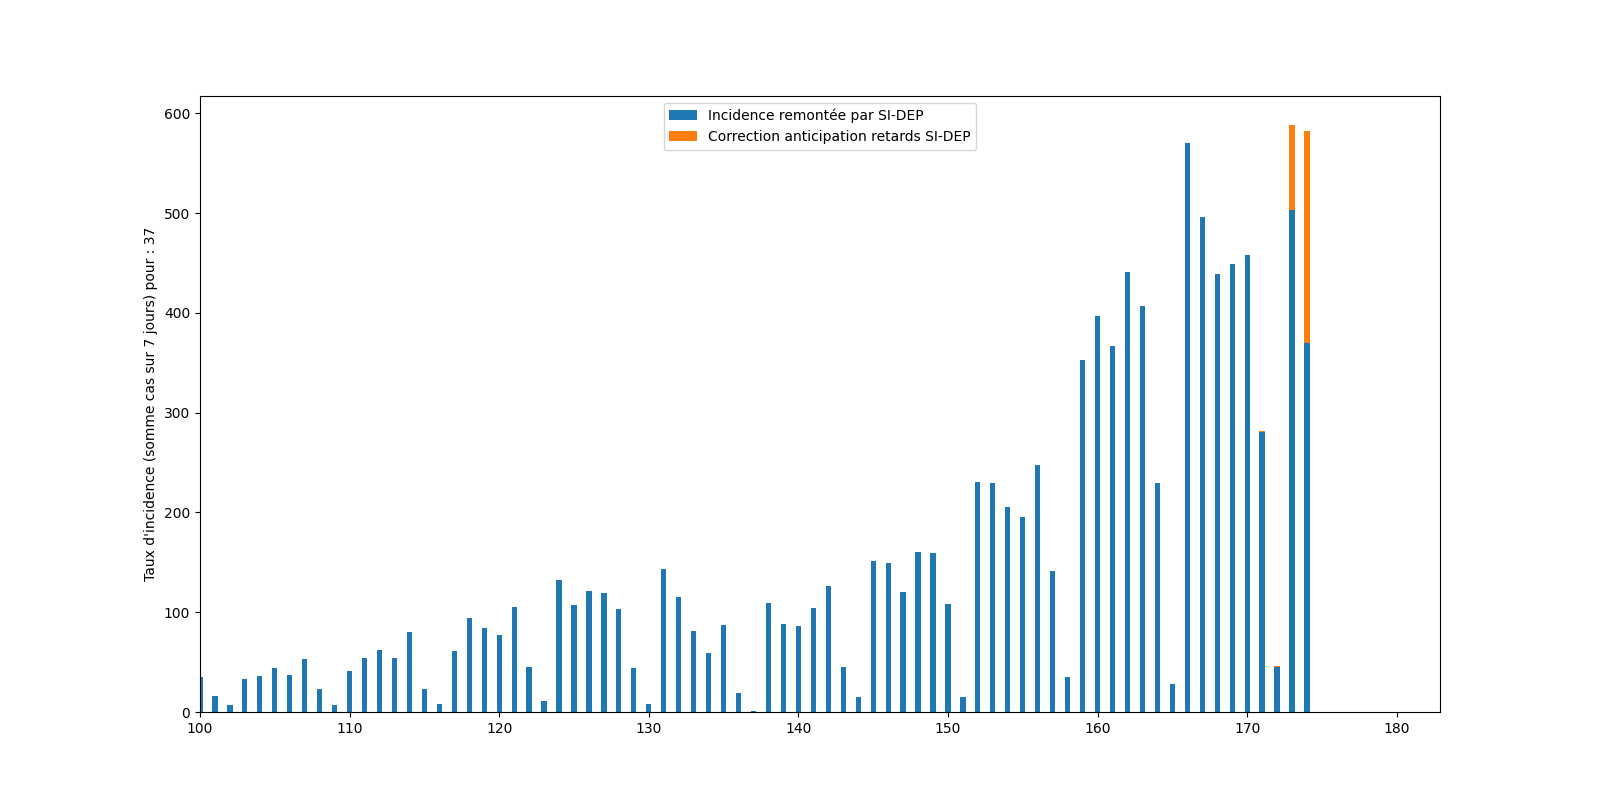 Incidence remontée par SI-DEP
Correction anticipation retards SI-DEP
Taux d'incidence (somme cas sur 7 jours) pour : 37
600
500
400
300
200
100
0
100 110 120 130 140 150 160 170 180